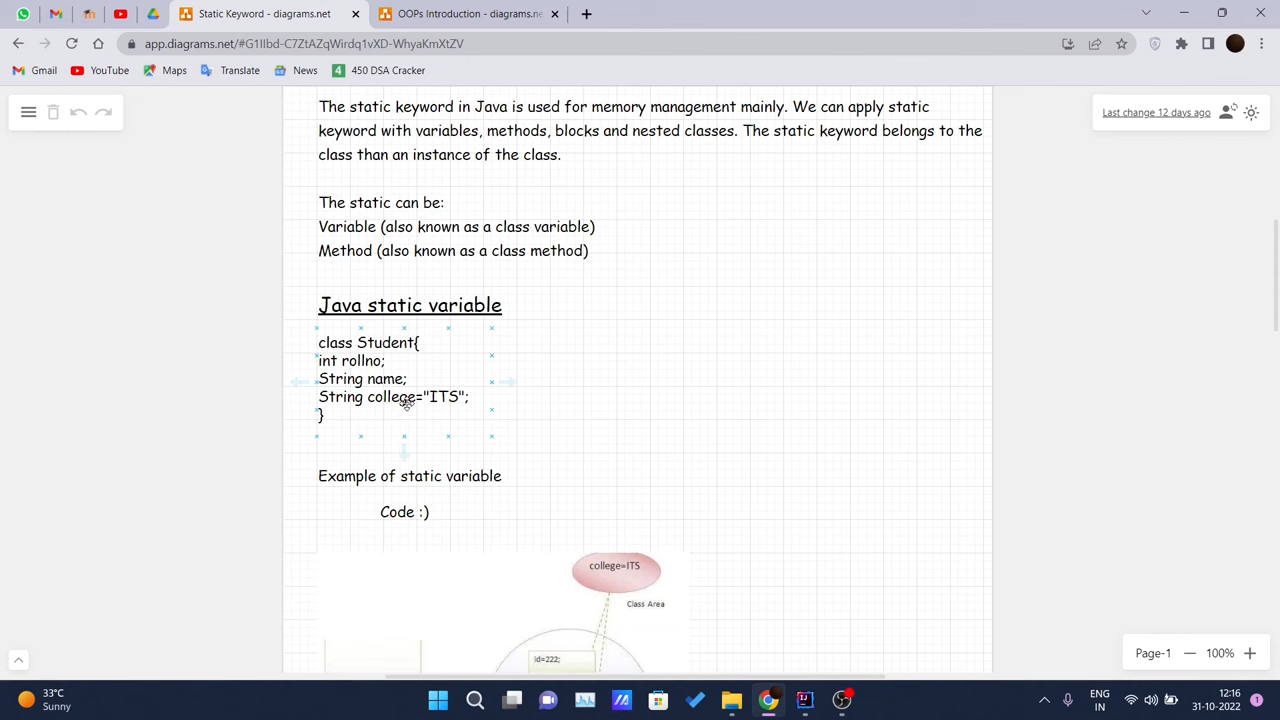 Static Keyword - diagrams.net
OOPs Introduction - diagrams.net
app.diagrams.net/#G1IIbd-C7ZtAZqWirdq1vXD-WhyaKmXtZV
Gmail
YouTube
Maps
Translate
News
4 450 DSA Cracker
The static keyword in Java is used for memory management mainly. We can apply static
keyword with variables, methods, blocks and nested classes. The static keyword belongs to the
class than an instance of the class.
Last change 12 days ago
The static can be:
Variable (also known as a class variable)
Method (also known as a class method)
Java static variable
class Student{
int rollno;
String name;
String college="ITS";
}
Example of static variable
Code :)
college=ITS
Class Area
id=222;
Page-1
100%
33°C
Sunny
ENG
IN
12:16
31-10-2022
1